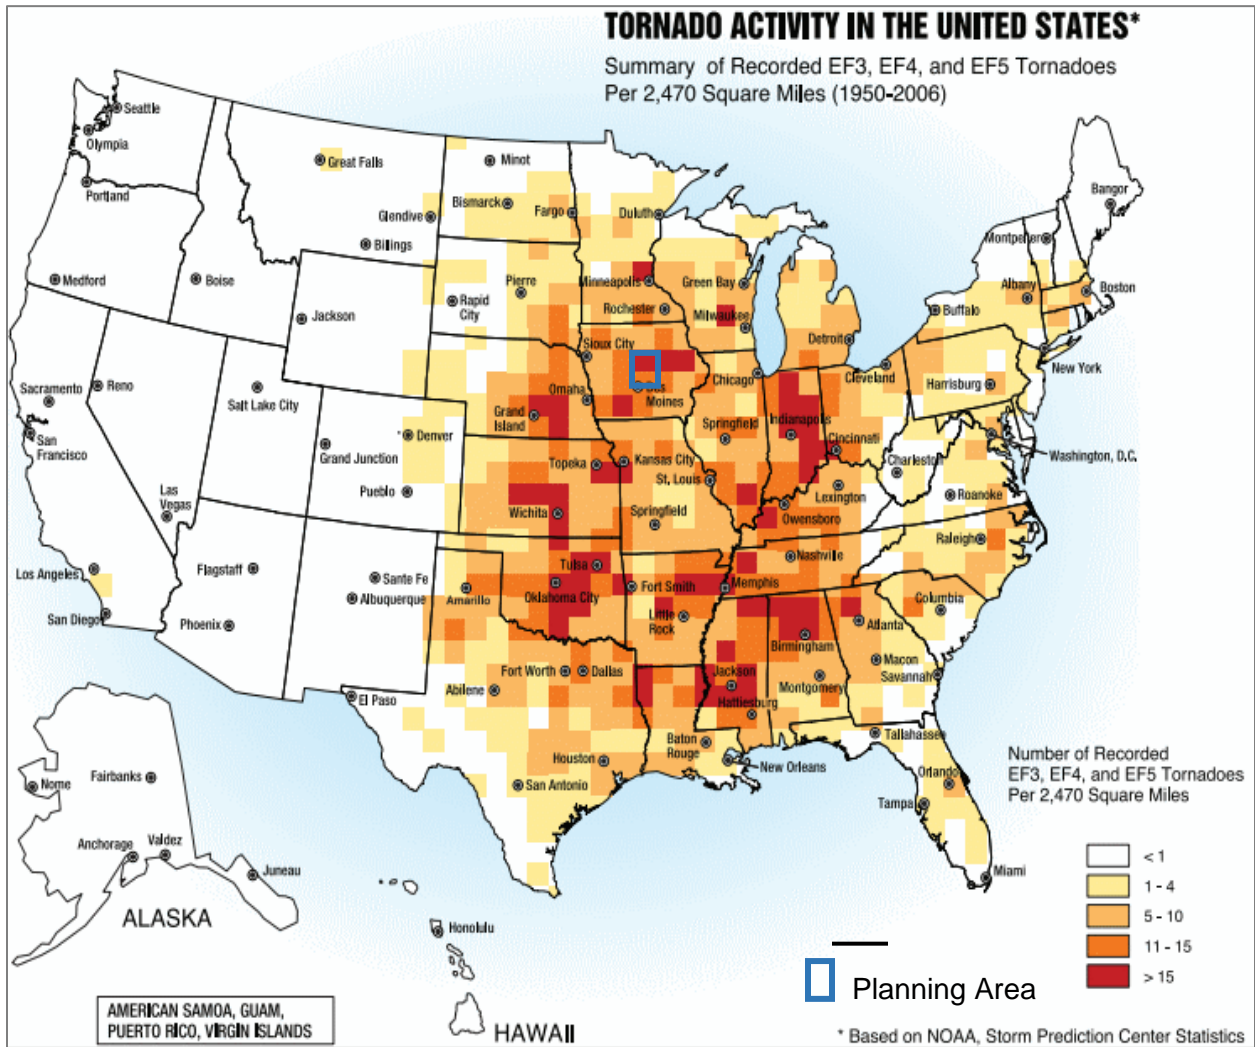 TORNADO ACTIVITY IN THE UNITED STATES*
Summary of Recorded EF3, EF4, and EF5 Tornadoes
Per 2,470 Square Miles (1950-2006)
Seattle
Olympia
Portland
Great Falls
Minot
Bismarck
Fargo
Duluth
Glendive
Billings
Bangor
Montpelier
Medford
Boise
Jackson
Rapid
City
Pierre
Minneapolis
Rochester
Green Bay
Milwaukee
Albany
Boston
Buffalo
Detroit
Sioux City
New York
Sacramento
Reno
Salt Lake City
Omaha
Des
Moines
Chicago
Cleveland
Harrisburg
San
Francisco
Grand Junction
Denver
Grand
Island
Springfield
Indianapolis
Cincinnati
Washington, D.C.
Las
Vegas
Pueblo
Topeka
Kansas City
St. Louis
Charleston
Lexington
Roanoke
Wichita
Springfield
Owensboro
Raleigh
Los Angeles
San Diego
Flagstaff
Phoenix
Sante Fe
Albuquerque
Amarillo
Tulsa
Oklahoma City
Fort Smith
Little
Rock
Memphis
Nashville
Columbia
Atlanta
Birmingham
Macon
Savannah
Fort Worth
Dallas
Abilene
El Paso
Jackson
Hattiesburg
Montgomery
Tallahassee
Baton
Rouge
New Orleans
Houston
San Antonio
Orlando
Tampa
Miami
Nome
Fairbanks
Anchorage
Valdez
Juneau
ALASKA
Honolulu
HAWAII
AMERICAN SAMOA, GUAM,
PUERTO RICO, VIRGIN ISLANDS
Number of Recorded
EF3, EF4, and EF5 Tornadoes
Per 2,470 Square Miles
< 1
1 - 4
5 - 10
11 - 15
> 15
Planning Area
* Based on NOAA, Storm Prediction Center Statistics